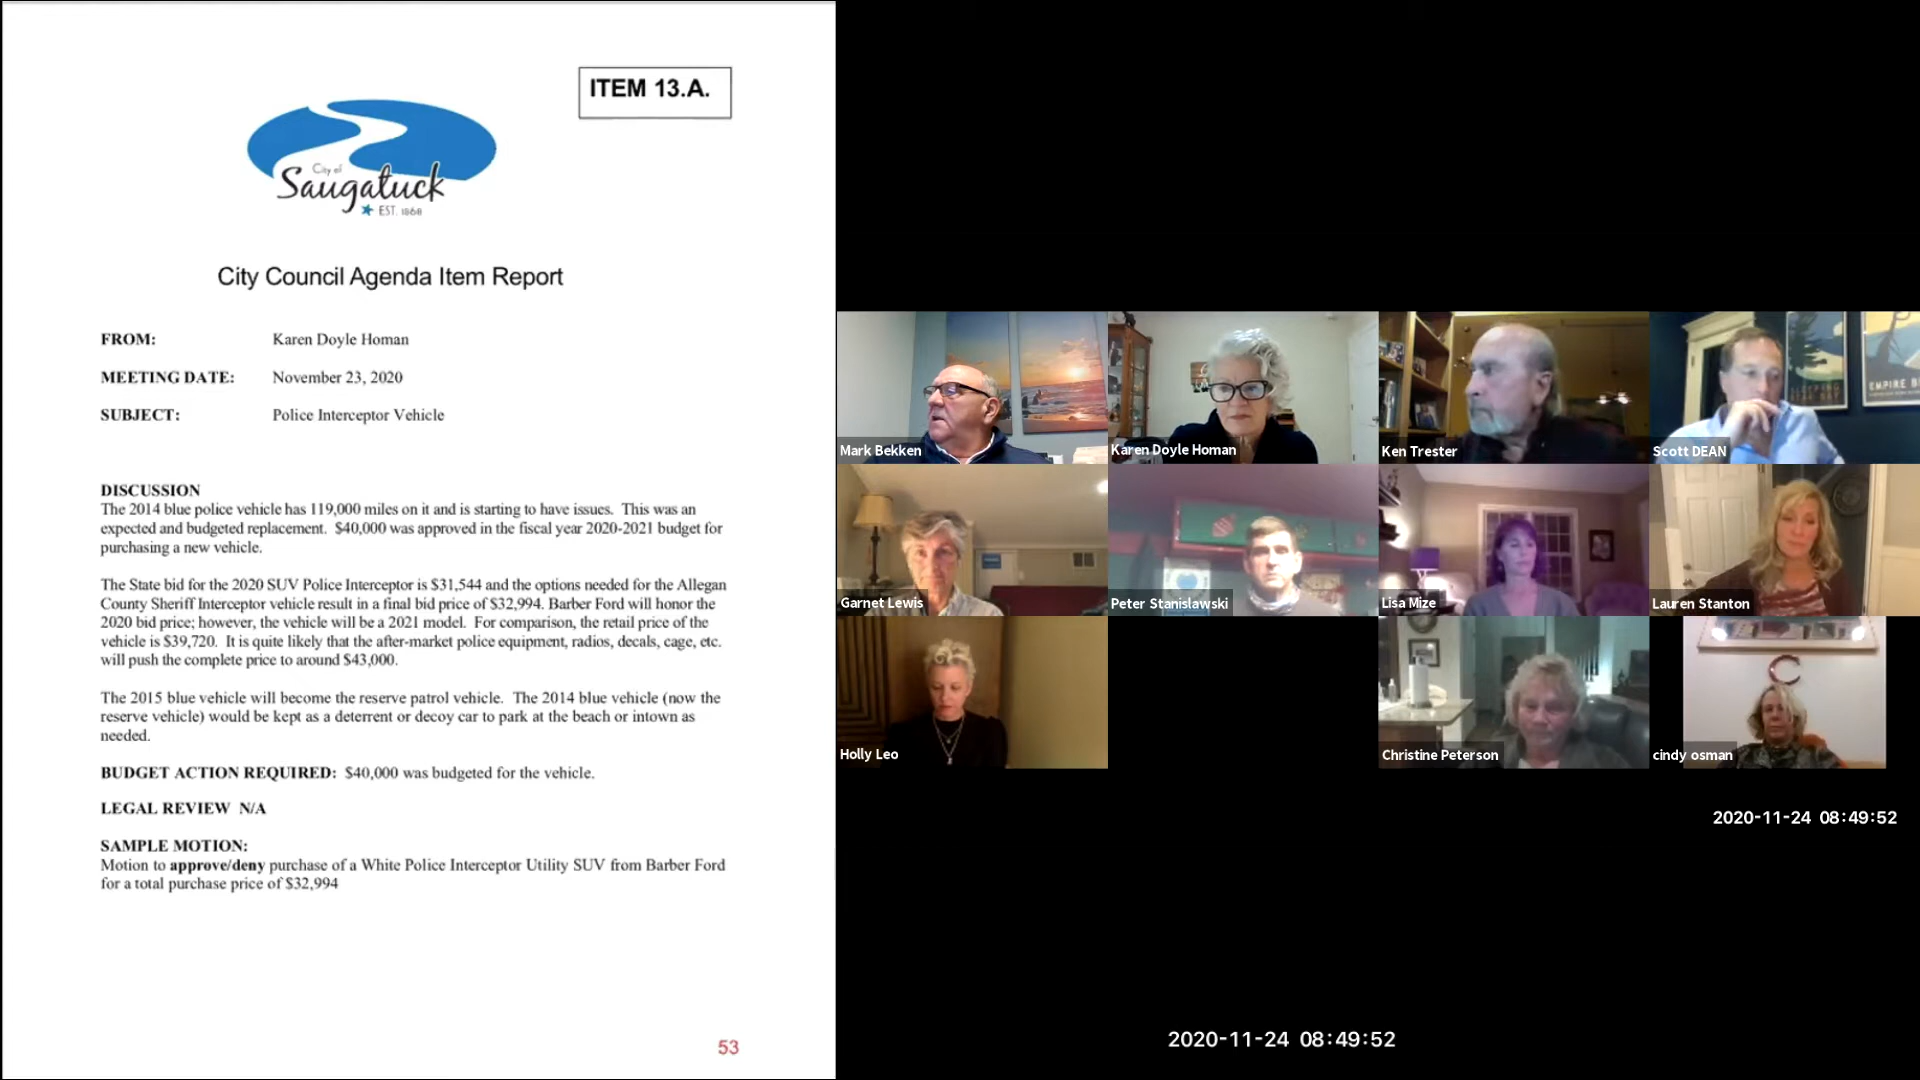 ITEM 13.A.
City of
Saugatuck
EST. 1868
City Council Agenda Item Report
FROM: Karen Doyle Homan
MEETING DATE: November 23, 2020
SUBJECT: Police Interceptor Vehicle
DISCUSSION
The 2014 blue police vehicle has 119,000 miles on it and is starting to have issues. This was an
expected and budgeted replacement. $40,000 was approved in the fiscal year 2020-2021 budget for
purchasing a new vehicle.
The State bid for the 2020 SUV Police Interceptor is $31,544 and the options needed for the Allegan
County Sheriff Interceptor vehicle result in a final bid price of $32,994. Barber Ford will honor the
2020 bid price; however, the vehicle will be a 2021 model. For comparison, the retail price of the
vehicle is $39,720. It is quite likely that the after-market police equipment, radios, decals, cage, etc.
will push the complete price to around $43,000.
The 2015 blue vehicle will become the reserve patrol vehicle. The 2014 blue vehicle (now the
reserve vehicle) would be kept as a deterrent or decoy car to park at the beach or intown as
needed.
BUDGET ACTION REQUIRED: $40,000 was budgeted for the vehicle.
LEGAL REVIEW N/A
SAMPLE MOTION:
Motion to approve/deny purchase of a White Police Interceptor Utility SUV from Barber Ford
for a total purchase price of $32,994
53
Mark Bekken
Karen Doyle Homan
Ken Trester
Scott DEAN
EMPIRE B
Garnet Lewis
Peter Stanislawski
Lisa Mize
Lauren Stanton
Holly Leo
Christine Peterson
cindy osman
2020-11-24 08:49:52
2020-11-24 08:49:52